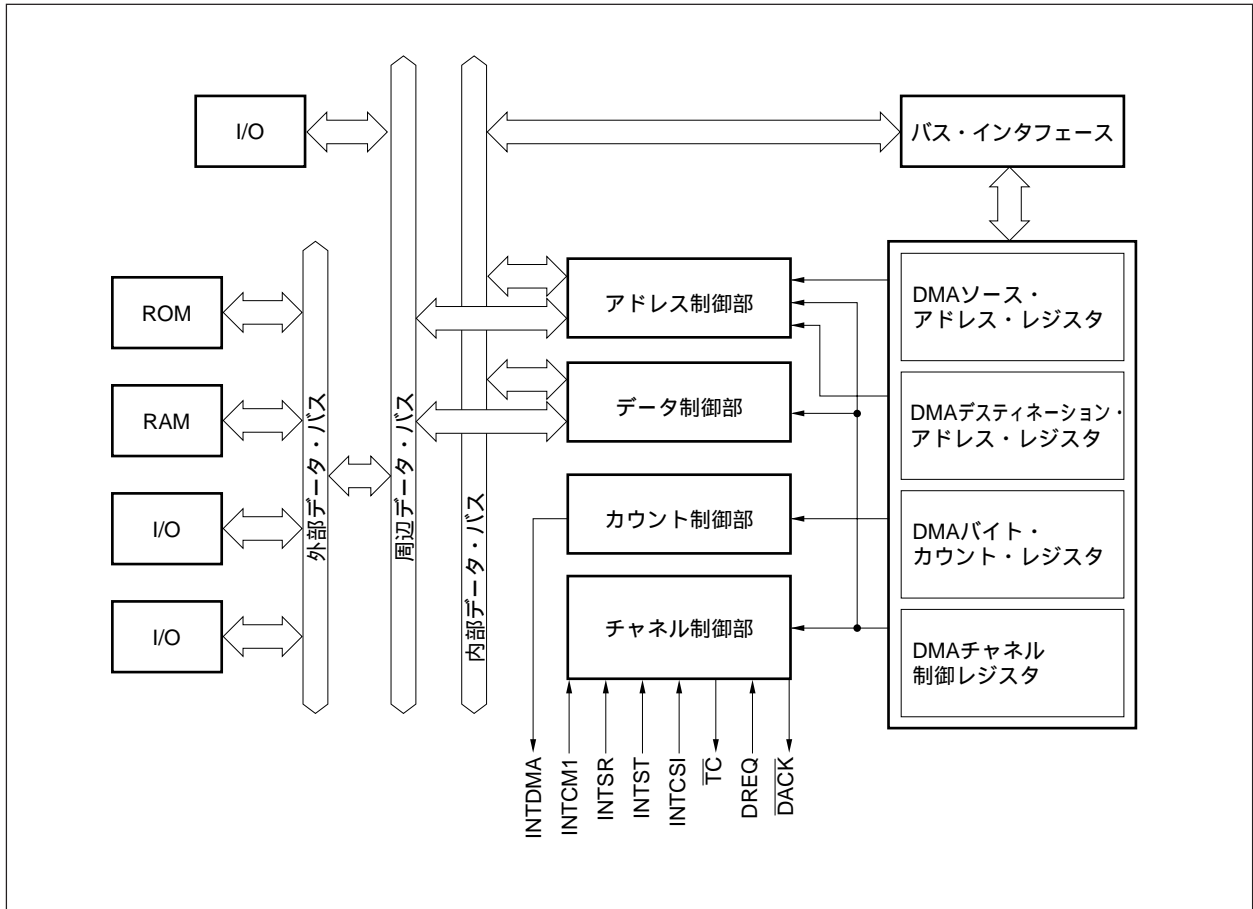 I/O
バス・インタフェース
ROM
RAM
I/O
I/O
外部データ・バス
周辺データ・バス
内部データ・バス
アドレス制御部
データ制御部
カウント制御部
チャネル制御部
DMAソース・
アドレス・レジスタ
DMAデスティネーション・
アドレス・レジスタ
DMAバイト・
カウント・レジスタ
DMAチャネル
制御レジスタ
INTDMA
INTCM1
INTSR
INTST
INTCSI
T̅C̅
DREQ
D̅A̅C̅K̅